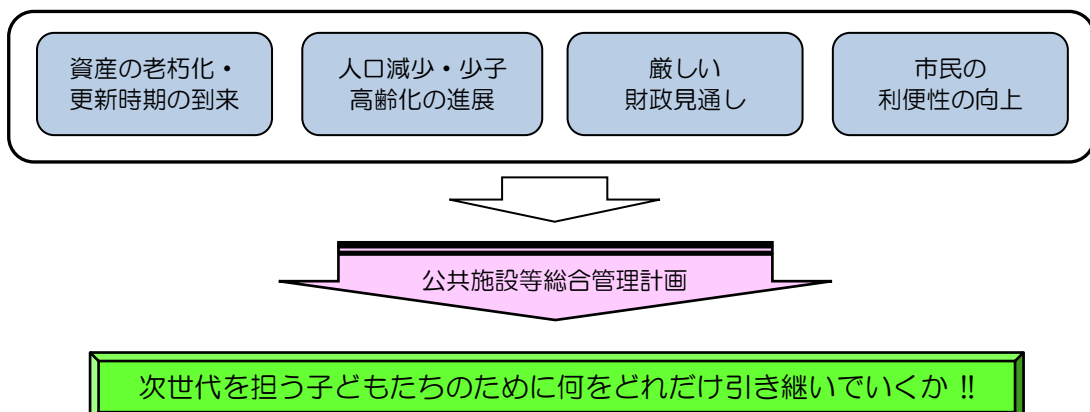 資産の老朽化・
更新時期の到来
人口減少・少子
高齢化の進展
厳しい
財政見通し
市民の
利便性の向上
公共施設等総合管理計画
次世代を担う子どもたちのために何をどれだけ引き継いでいくか !!